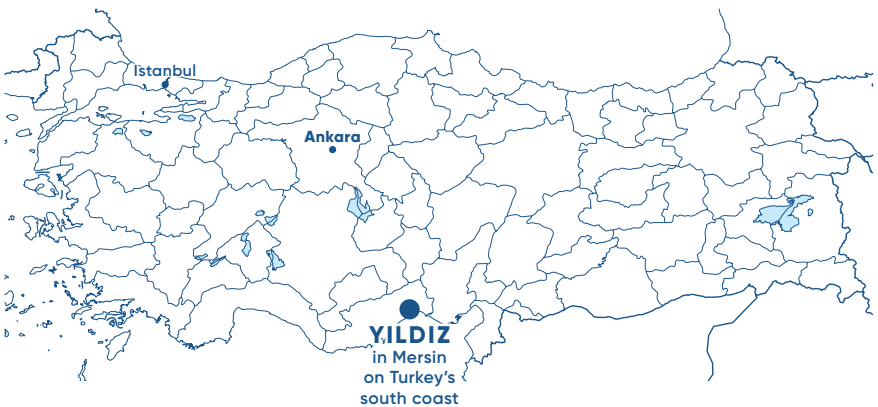 Istanbul
Ankara
YILDIZ
in Mersin
on Turkey's
south coast